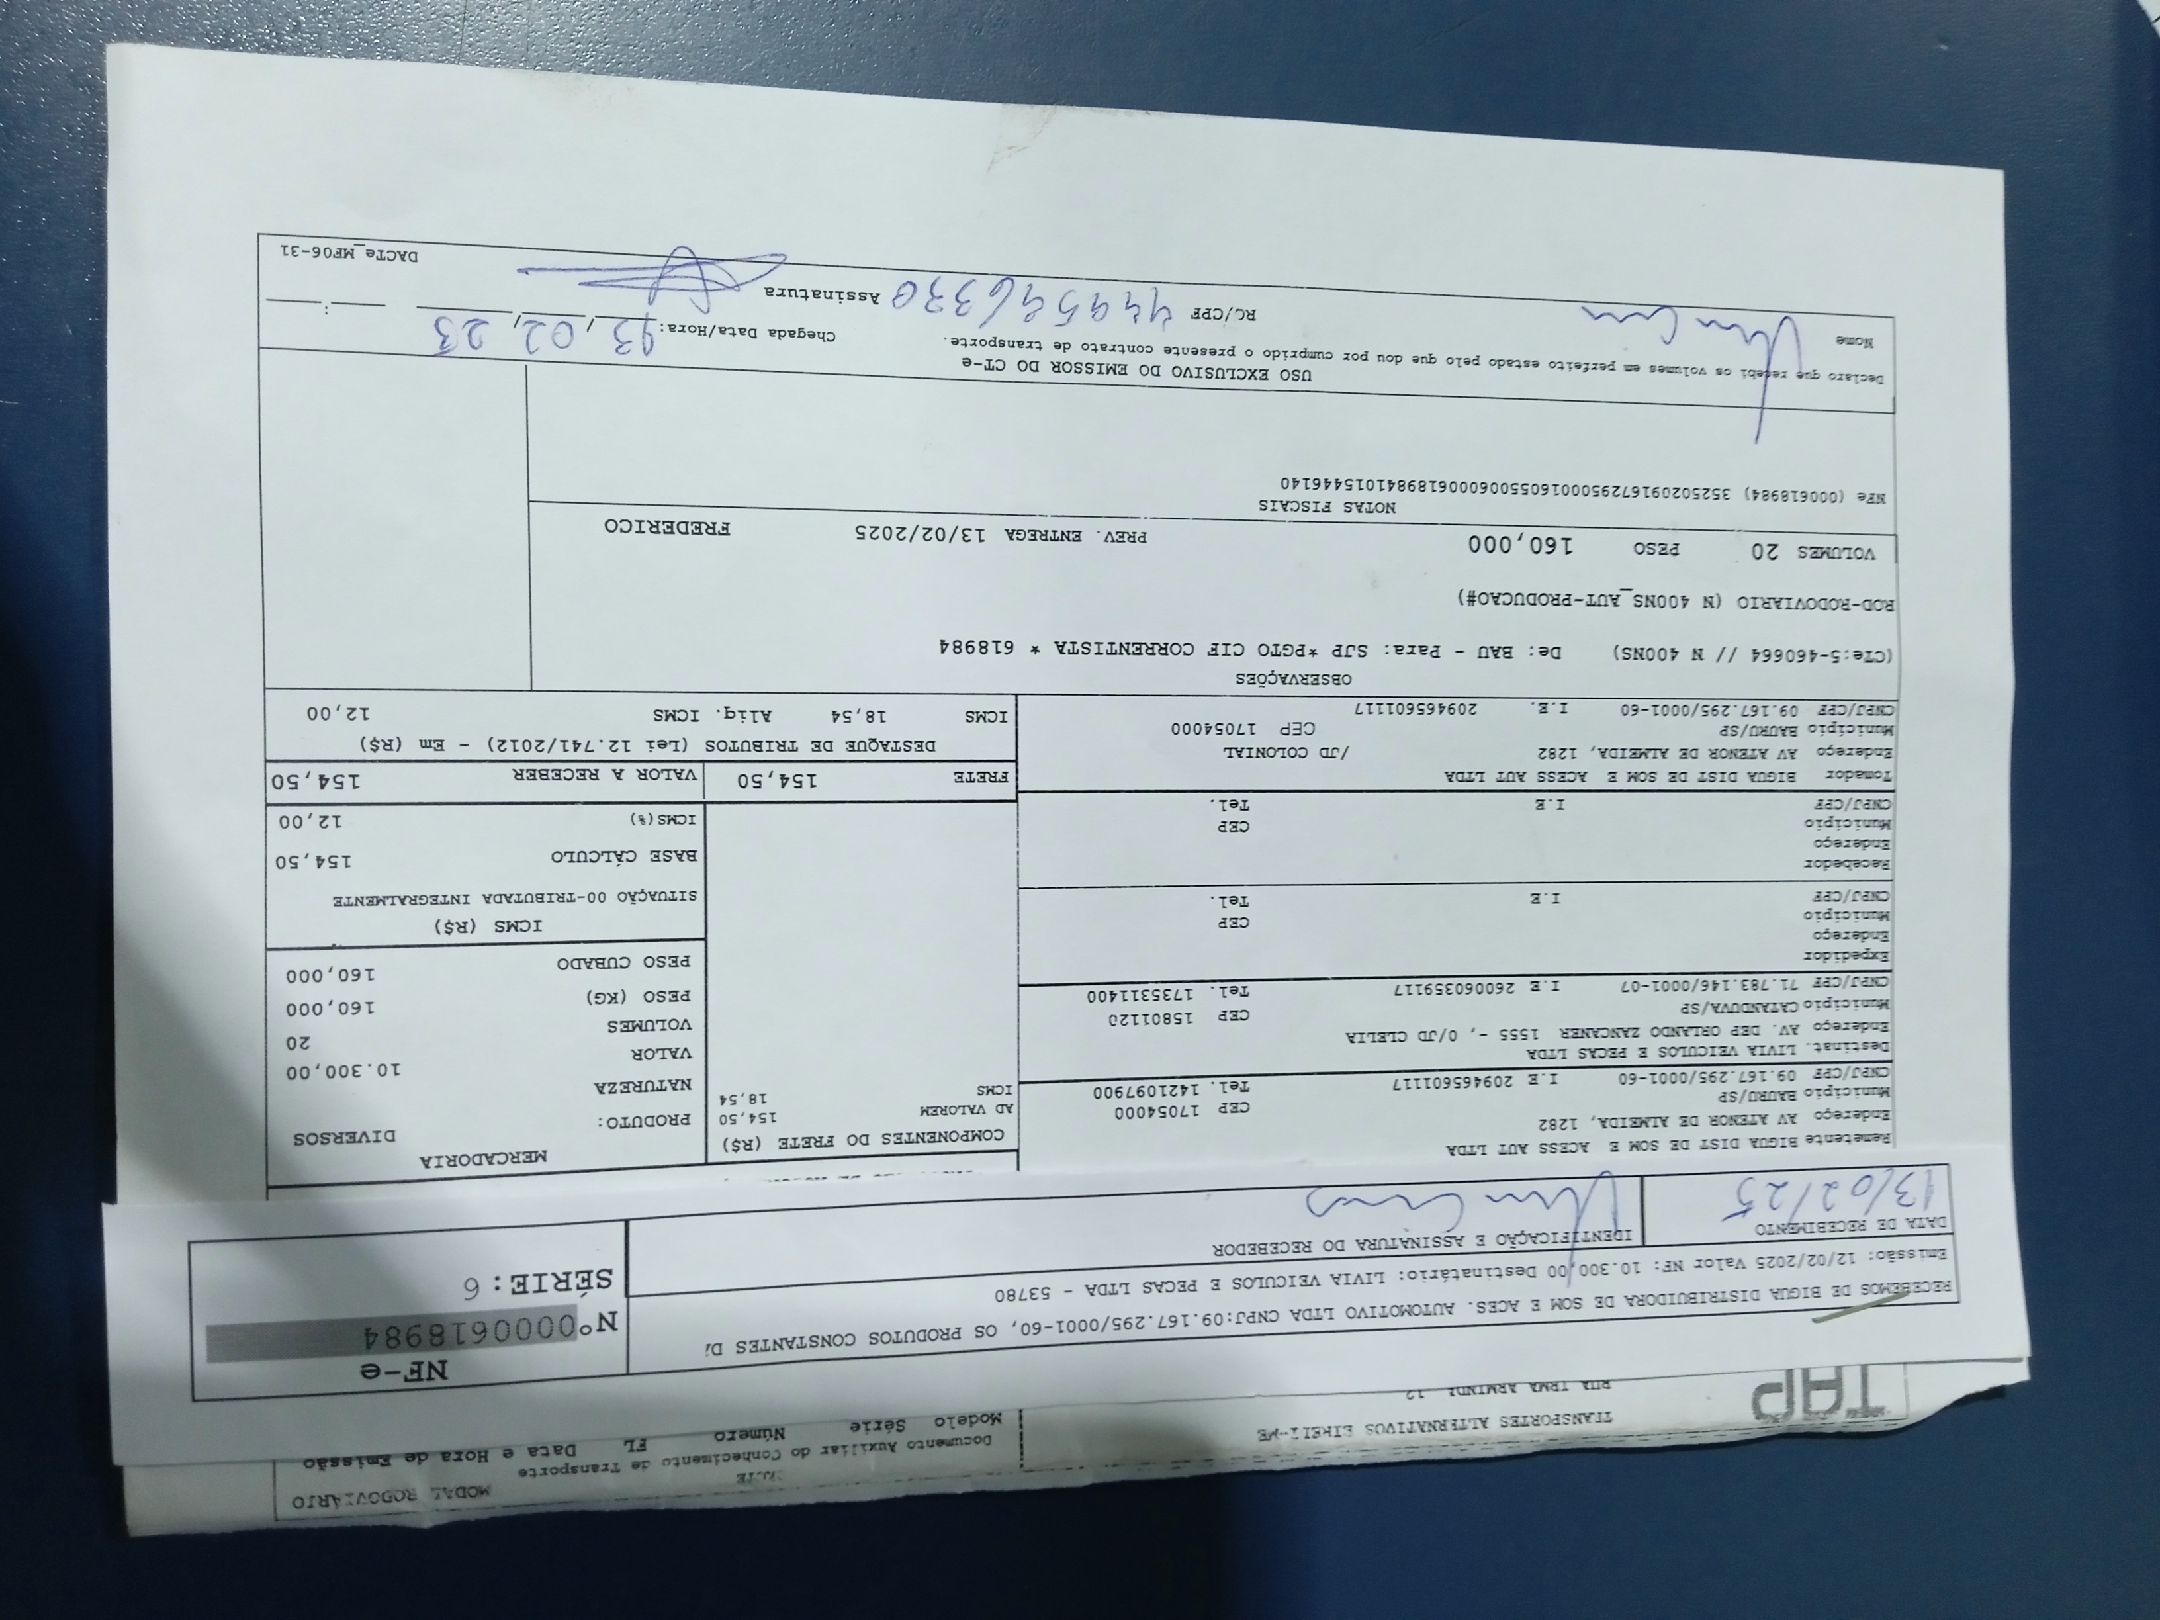 MODAL RODOVIÁRIO
Documento Auxiliar do Conhecimento de Transporte
Modelo Série Número FL Data e Hora de Emissão
TAP
TRANSPORTES ALTERNATIVOS EIRELI-ME
RUA IRMA ARMINDA 12
NF-e
Nº000618984
SÉRIE: 6
RECEBEMOS DE BIGUA DISTRIBUIDORA DE SOM E ACES. AUTOMOTIVO LTDA CNPJ:09.167.295/0001-60, OS PRODUTOS CONSTANTES
Emissão: 12/02/2025 Valor NF: 10.300,00 Destinatário: LIVIA VEICULOS E PECAS LTDA - 53780
DATA DE RECEBIMENTO
13/02/25
IDENTIFICAÇÃO E ASSINATURA DO RECEBEDOR
Remetente BIGUA DIST DE SOM E ACESS AUT LTDA
Endereço AV ATENOR DE ALMEIDA, 1282
Município BAURU/SP CEP 17054000
CNPJ/CPF 09.167.295/0001-60 I.E 209465601117 Tel. 1421097900
Destinat. LIVIA VEICULOS E PECAS LTDA
Endereço AV. DEP ORLANDO ZANCANER 1555 -, 0/JD CLELIA
Município CATANDUVA/SP CEP 15801120
CNPJ/CPF 71.783.146/0001-07 I.E 260060359117 Tel. 1735311400
Expedidor
Endereço
Município CEP
CNPJ/CPF I.E Tel.
Recebedor
Endereço
Município CEP
CNPJ/CPF I.E Tel.
Tomador BIGUA DIST DE SOM E ACESS AUT LTDA
Endereço AV ATENOR DE ALMEIDA, 1282 /JD COLONIAL
Município BAURU/SP CEP 17054000
CNPJ/CPF 09.167.295/0001-60 I.E. 209465601117
COMPONENTES DO FRETE (R$)
AD VALOREM 154,50
ICMS 18,54
MERCADORIA
PRODUTO: DIVERSOS
NATUREZA
VALOR 10.300,00
VOLUMES 20
PESO (KG) 160,000
PESO CUBADO 160,000
ICMS (R$)
SITUAÇÃO 00-TRIBUTADA INTEGRALMENTE
BASE CÁLCULO 154,50
ICMS(%) 12,00
FRETE 154,50 VALOR A RECEBER 154,50
DESTAQUE DE TRIBUTOS (Lei 12.741/2012) - Em (R$)
ICMS 18,54 Aliq. ICMS 12,00
OBSERVAÇÕES
(CTe:5-460664 // N 400NS) De: BAU - Para: SJP *PGTO CIF CORRENTISTA * 618984
ROD-RODOVIARIO (N 400NS_AUT-PRODUCAO#)
VOLUMES 20 PESO 160,000 PREV. ENTREGA 13/02/2025 FREDERICO
NOTAS FISCAIS
NFe (000618984) 35250209167295000160550060006189841015446140
USO EXCLUSIVO DO EMISSOR DO CT-e
Declaro que recebi os volumes em perfeito estado pelo que dou por cumprido o presente contrato de transporte.
Chegada Data/Hora: 13/02/23 :
Nome RC/CPF Assinatura
DACTe_MF06-31